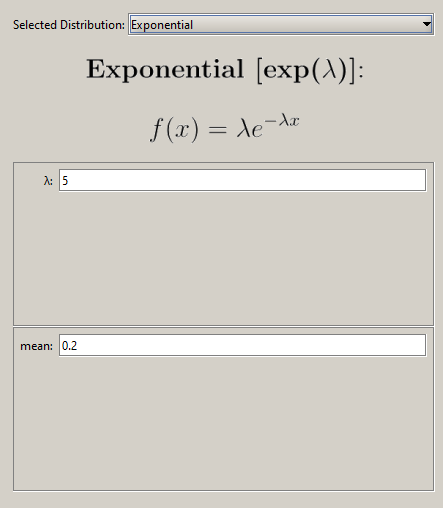 Selected Distribution: Exponential
Exponential [exp(λ)]:
f(x) = λe^{−λx}
λ: 5
mean: 0.2